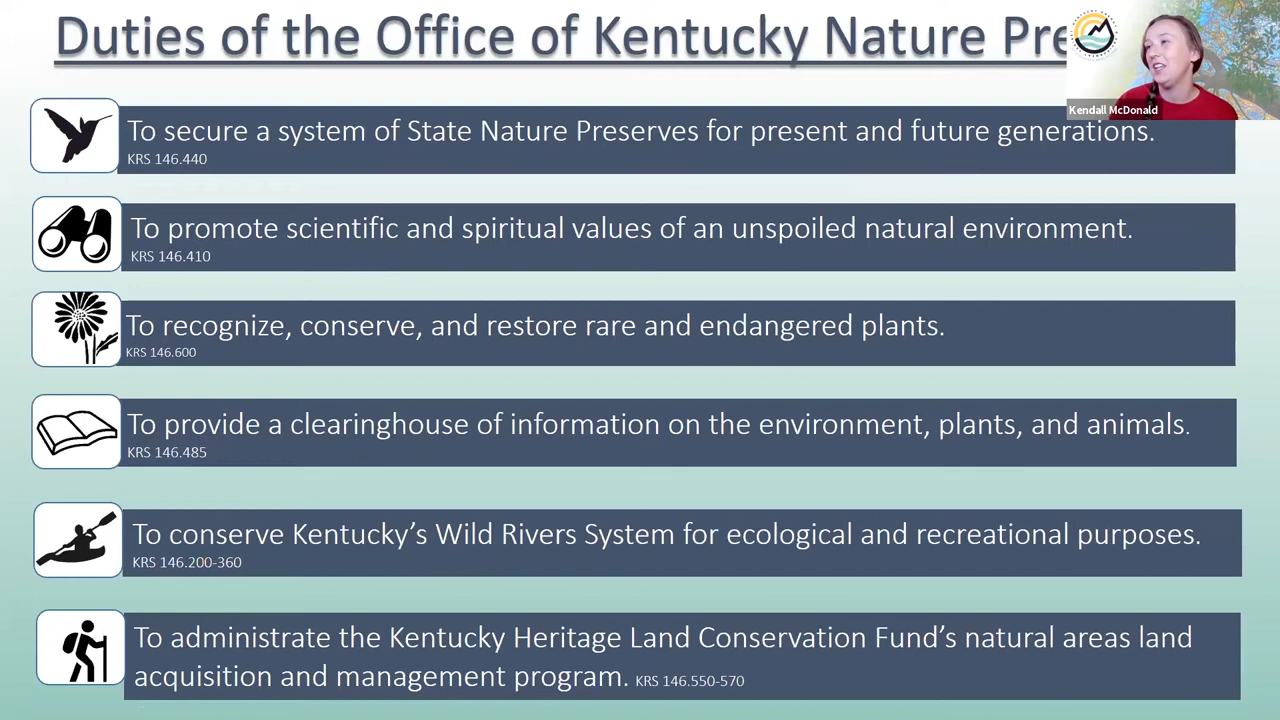 Duties of the Office of Kentucky Nature Pre
Kendall McDonald
To secure a system of State Nature Preserves for present and future generations.
KRS 146.440
To promote scientific and spiritual values of an unspoiled natural environment.
KRS 146.410
To recognize, conserve, and restore rare and endangered plants.
KRS 146.600
To provide a clearinghouse of information on the environment, plants, and animals.
KRS 146.485
To conserve Kentucky’s Wild Rivers System for ecological and recreational purposes.
KRS 146.200-360
To administrate the Kentucky Heritage Land Conservation Fund’s natural areas land
acquisition and management program. KRS 146.550-570